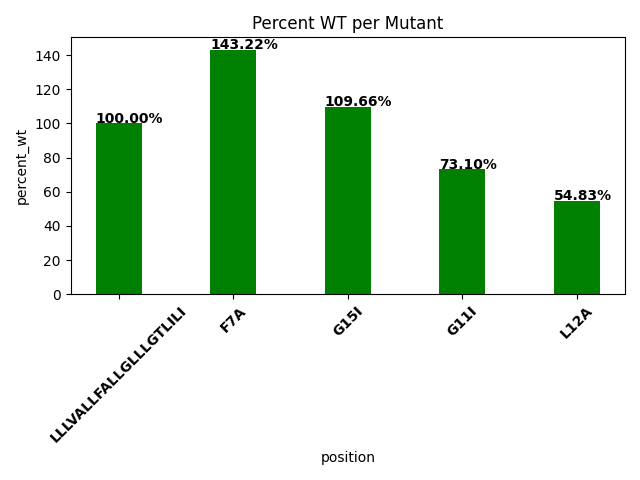 Percent WT per Mutant
percent_wt
140
120
100
80
60
40
20
0
100.00%
143.22%
109.66%
73.10%
54.83%
LLLVALLFALLGLLLGTLILI
F7A
G15I
G11I
L12A
position